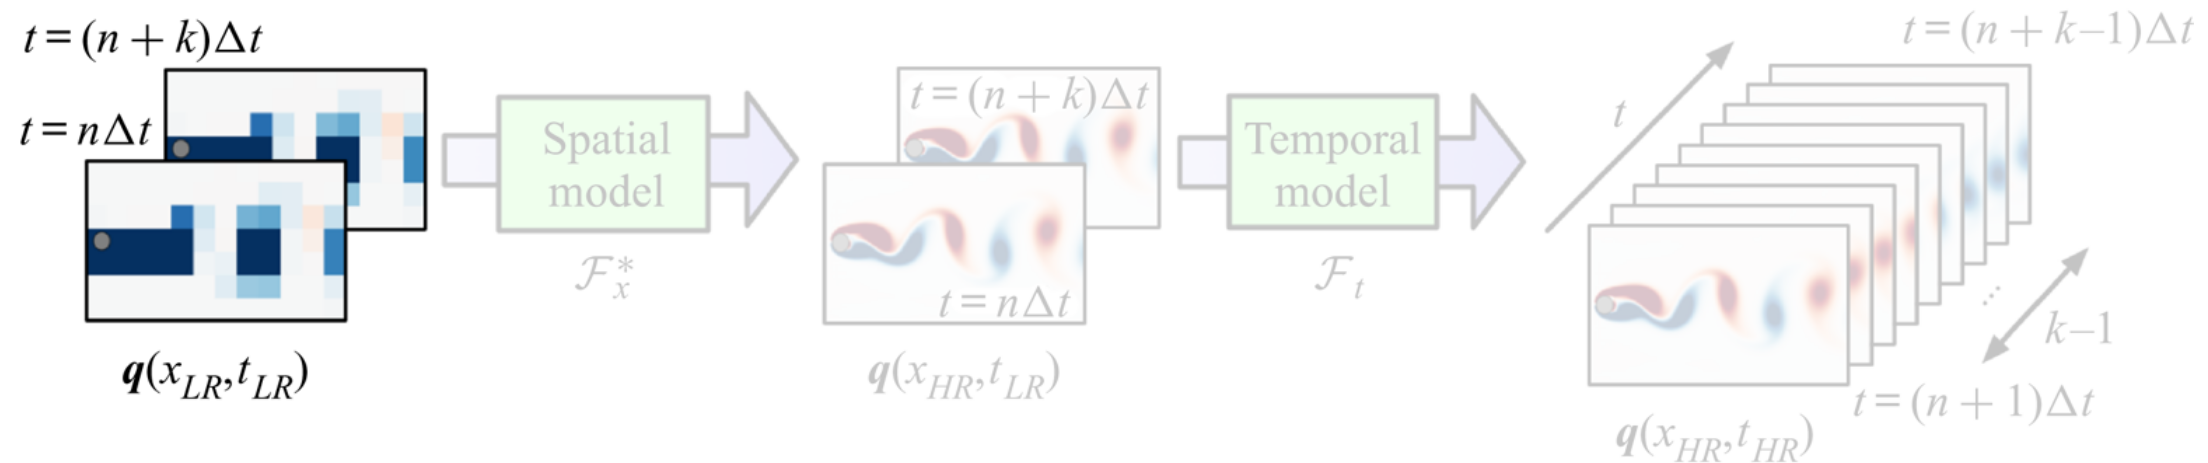 t = (n + k)Δt
t = nΔt
q(x_LR, t_LR)
Spatial
model
ℱ*_x
t = (n + k)Δt
t = nΔt
q(x_HR, t_LR)
Temporal
model
ℱ_t
t = (n + k–1)Δt
t
k–1
t = (n + 1)Δt
q(x_HR, t_HR)